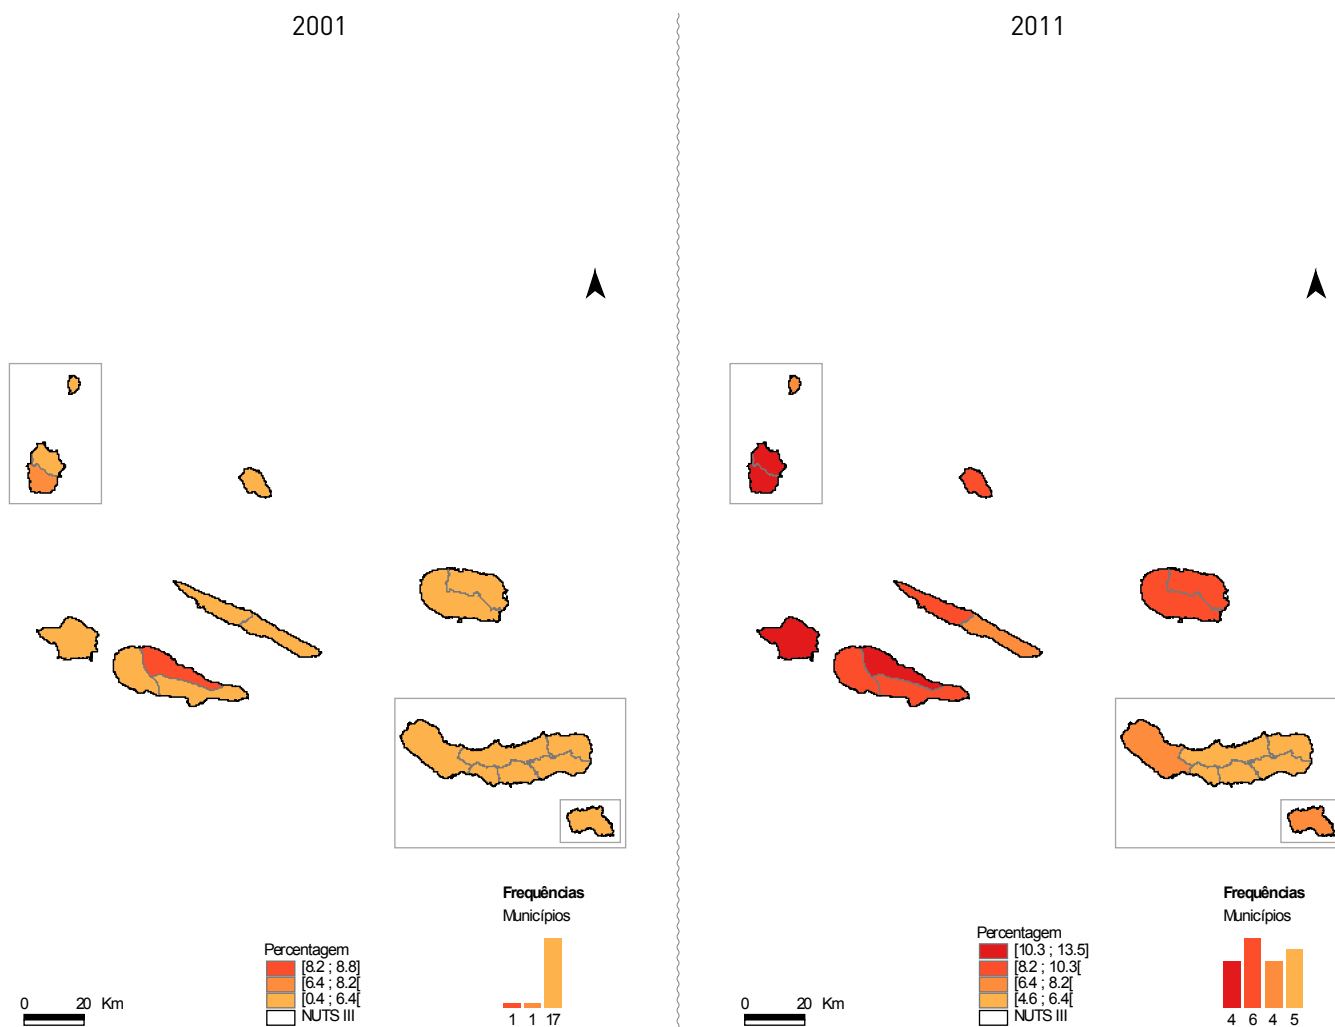 2001
2011
Frequências
Municípios
1 1 17
Percentagem
[8.2 ; 8.8]
[6.4 ; 8.2[
[0.4 ; 6.4[
NUTS III
0 20 Km
Frequências
Municípios
4 6 4 5
Percentagem
[10.3 ; 13.5]
[8.2 ; 10.3[
[6.4 ; 8.2[
[4.6 ; 6.4[
NUTS III
0 20 Km